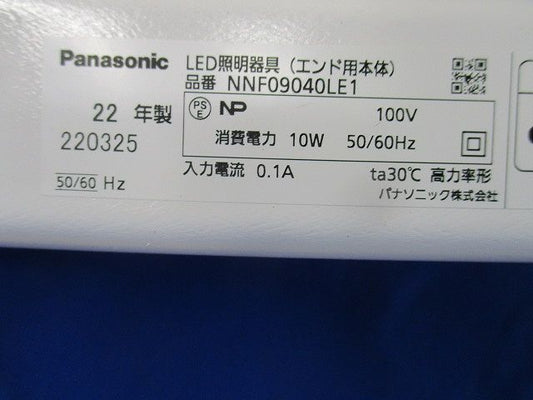 Panasonic
LED照明器具（エンド用本体）
品番 NNF09040LE1
22 年製
220325
50/60 Hz
PS
E
NP
100V
消費電力 10W 50/60Hz
入力電流 0.1A
ta30℃ 高力率形
パナソニック株式会社